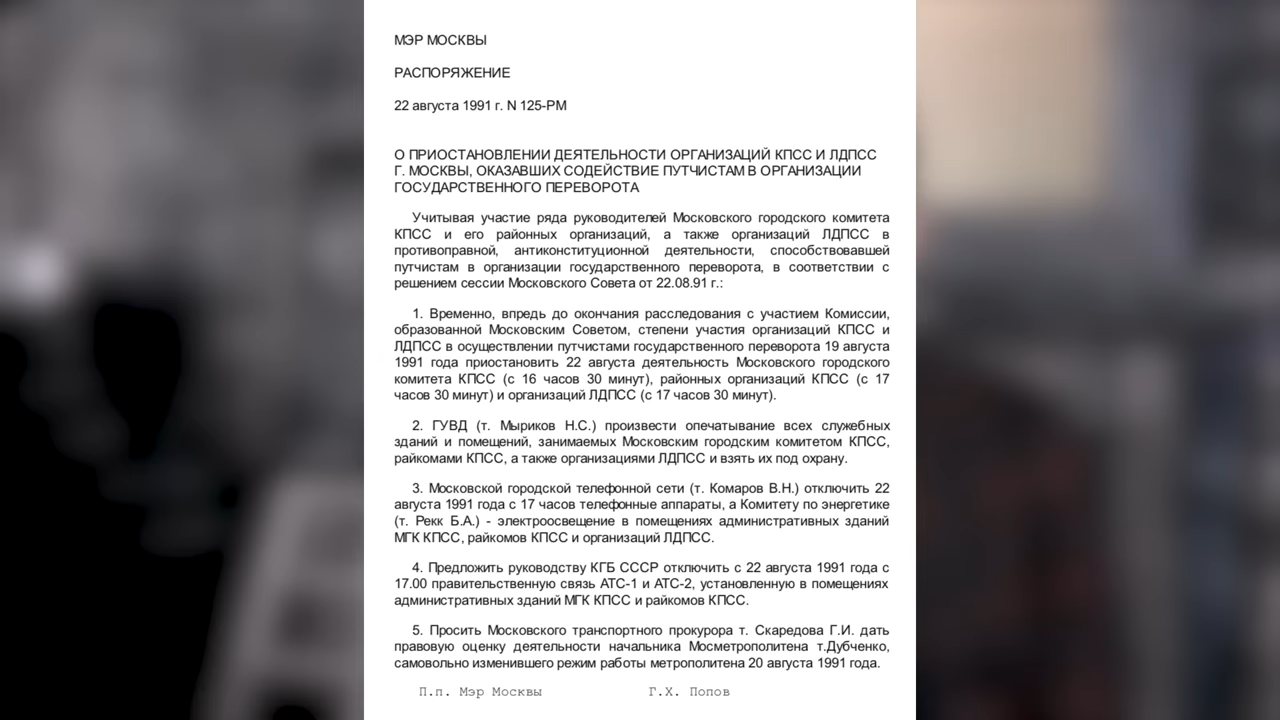 МЭР МОСКВЫ
РАСПОРЯЖЕНИЕ
22 августа 1991 г. N 125-РМ
О ПРИОСТАНОВЛЕНИИ ДЕЯТЕЛЬНОСТИ ОРГАНИЗАЦИЙ КПСС И ЛДПСС
Г. МОСКВЫ, ОКАЗАВШИХ СОДЕЙСТВИЕ ПУТЧИСТАМ В ОРГАНИЗАЦИИ
ГОСУДАРСТВЕННОГО ПЕРЕВОРОТА
Учитывая участие ряда руководителей Московского городского комитета
КПСС и его районных организаций, а также организаций ЛДПСС в
противоправной, антиконституционной деятельности, способствовавшей
путчистам в организации государственного переворота, в соответствии с
решением сессии Московского Совета от 22.08.91 г.:
1. Временно, впредь до окончания расследования с участием Комиссии,
образованной Московским Советом, степени участия организаций КПСС и
ЛДПСС в осуществлении путчистами государственного переворота 19 августа
1991 года приостановить 22 августа деятельность Московского городского
комитета КПСС (с 16 часов 30 минут), районных организаций КПСС (с 17
часов 30 минут) и организаций ЛДПСС (с 17 часов 30 минут).
2. ГУВД (т. Мыриков Н.С.) произвести опечатывание всех служебных
зданий и помещений, занимаемых Московским городским комитетом КПСС,
райкомами КПСС, а также организациями ЛДПСС и взять их под охрану.
3. Московской городской телефонной сети (т. Комаров В.Н.) отключить 22
августа 1991 года с 17 часов телефонные аппараты, а Комитету по энергетике
(т. Рекк Б.А.) - электроосвещение в помещениях административных зданий
МГК КПСС, райкомов КПСС и организаций ЛДПСС.
4. Предложить руководству КГБ СССР отключить с 22 августа 1991 года с
17.00 правительственную связь АТС-1 и АТС-2, установленную в помещениях
административных зданий МГК КПСС и райкомов КПСС.
5. Просить Московского транспортного прокурора т. Скаредова Г.И. дать
правовую оценку деятельности начальника Мосметрополитена т.Дубченко,
самовольно изменившего режим работы метрополитена 20 августа 1991 года.
П.п. Мэр Москвы Г.Х. Попов